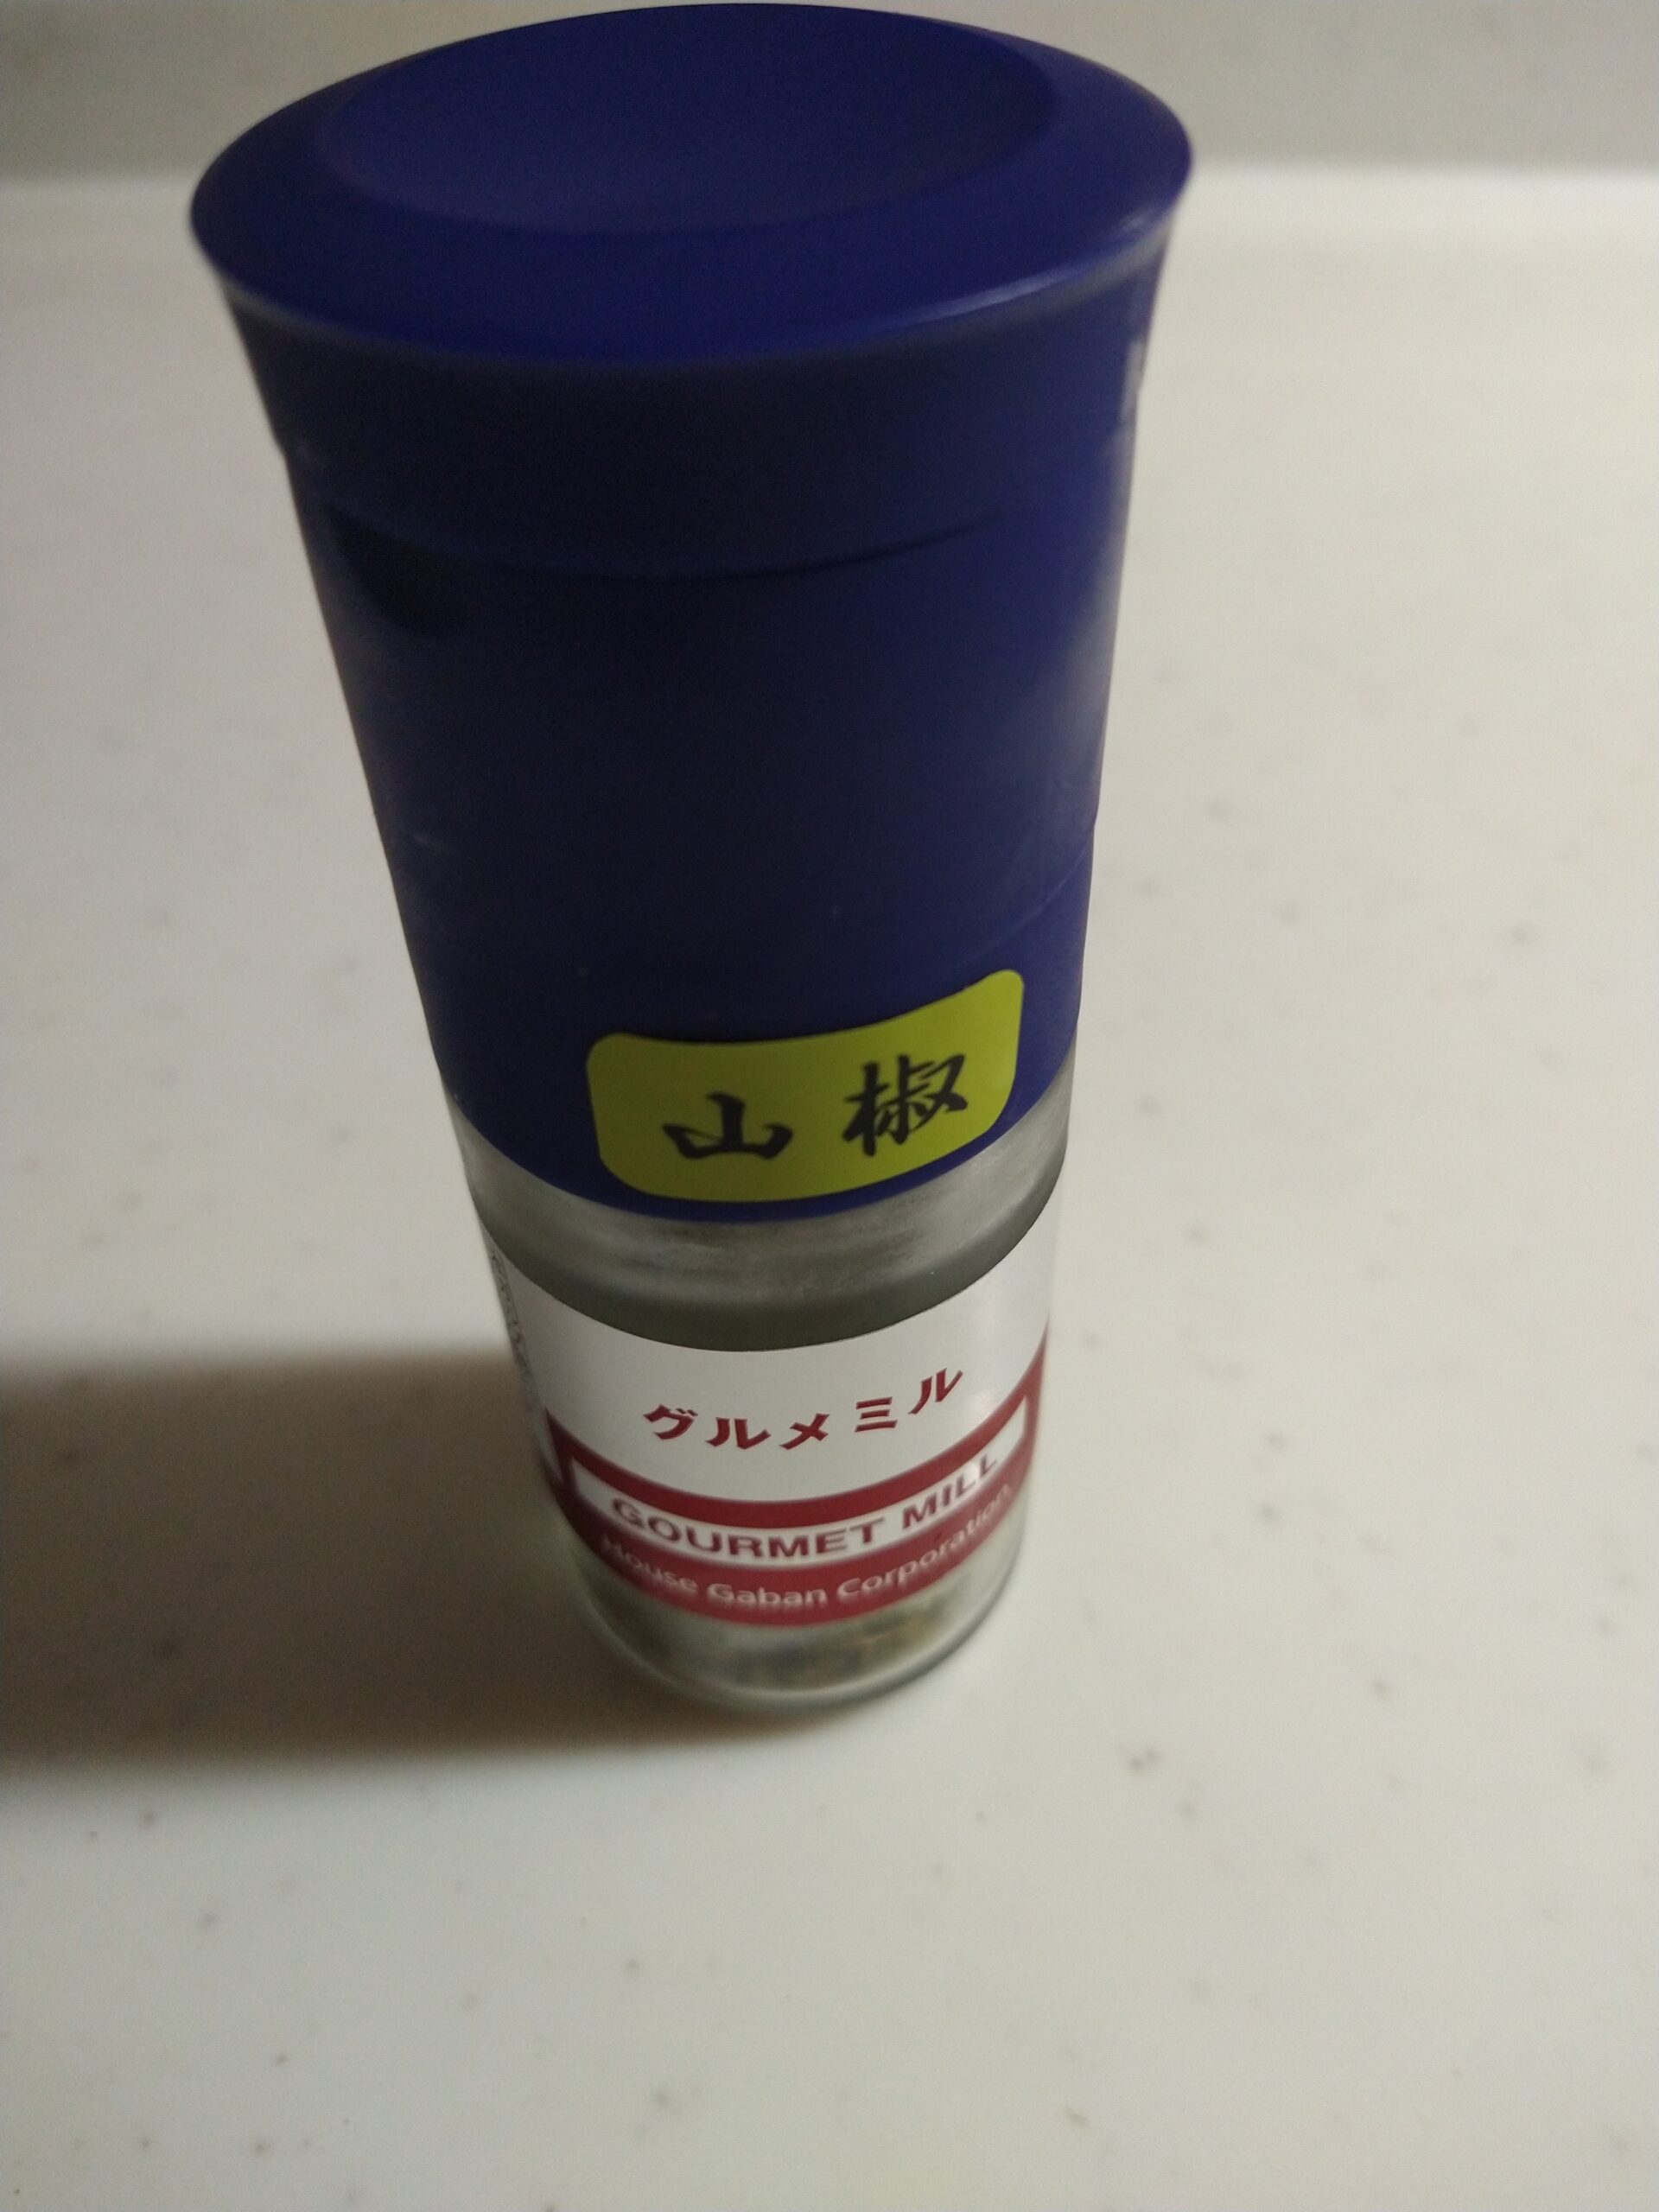 山椒
グルメミル
GOURMET MILL
House Gaban Corporation